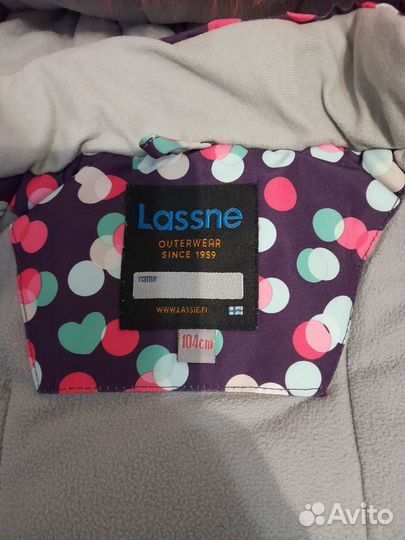 Lassne
OUTERWEAR
SINCE 1959
name
WWW.LASSIE.FI
104cm
Avito